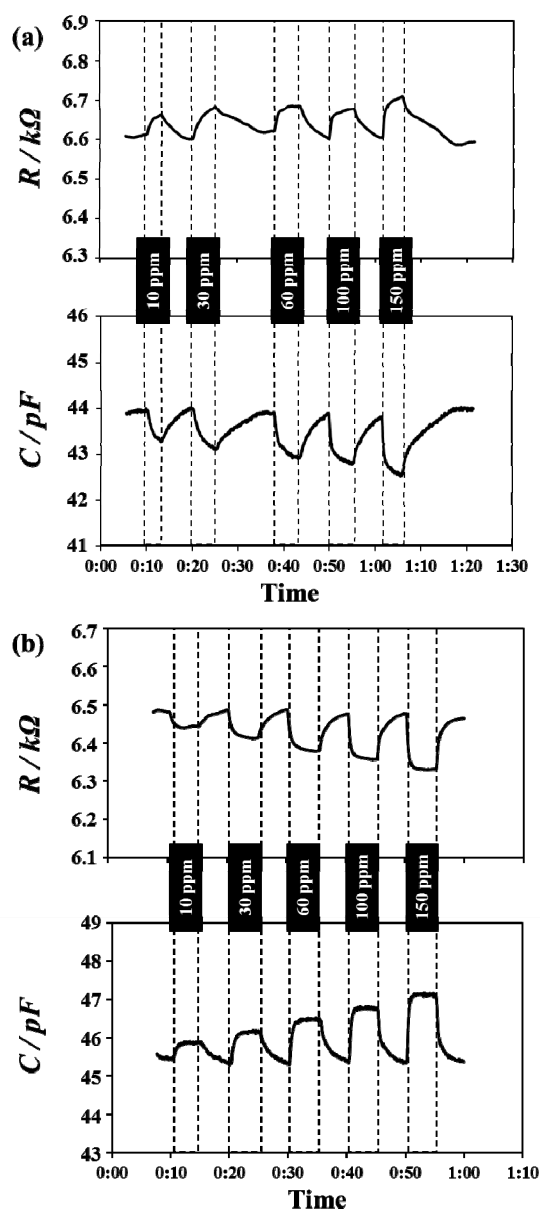 (a)
6.9
6.8
6.7
6.6
6.5
6.4
6.3
R / kΩ
10 ppm
30 ppm
60 ppm
100 ppm
150 ppm
46
45
44
43
42
41
C / pF
0:00 0:10 0:20 0:30 0:40 0:50 1:00 1:10 1:20 1:30
Time
(b)
6.7
6.6
6.5
6.4
6.3
6.2
6.1
R / kΩ
10 ppm
30 ppm
60 ppm
100 ppm
150 ppm
49
48
47
46
45
44
43
C / pF
0:00 0:10 0:20 0:30 0:40 0:50 1:00 1:10
Time